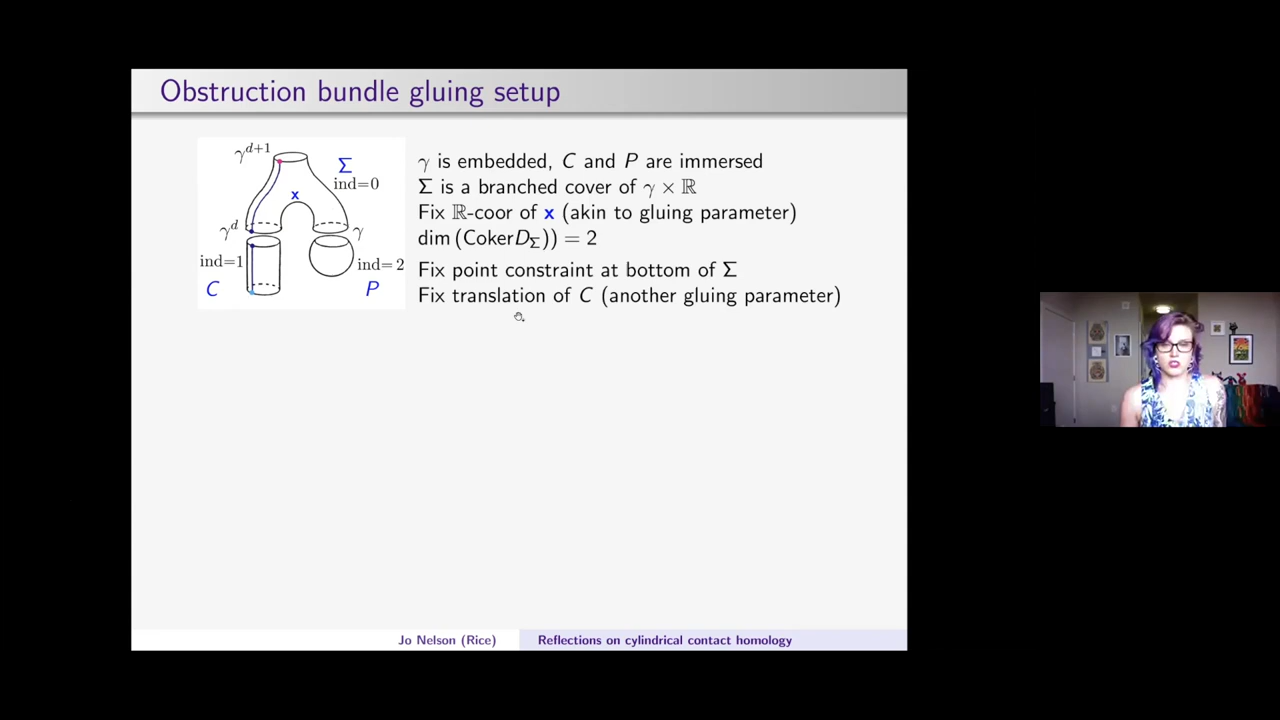 Obstruction bundle gluing setup
γ^{d+1}
Σ
ind=0
x
γ^d
γ
ind=1
ind=2
C
P
γ is embedded, C and P are immersed
Σ is a branched cover of γ × ℝ
Fix ℝ-coor of x (akin to gluing parameter)
dim (CokerD_Σ)) = 2
Fix point constraint at bottom of Σ
Fix translation of C (another gluing parameter)
Jo Nelson (Rice)
Reflections on cylindrical contact homology